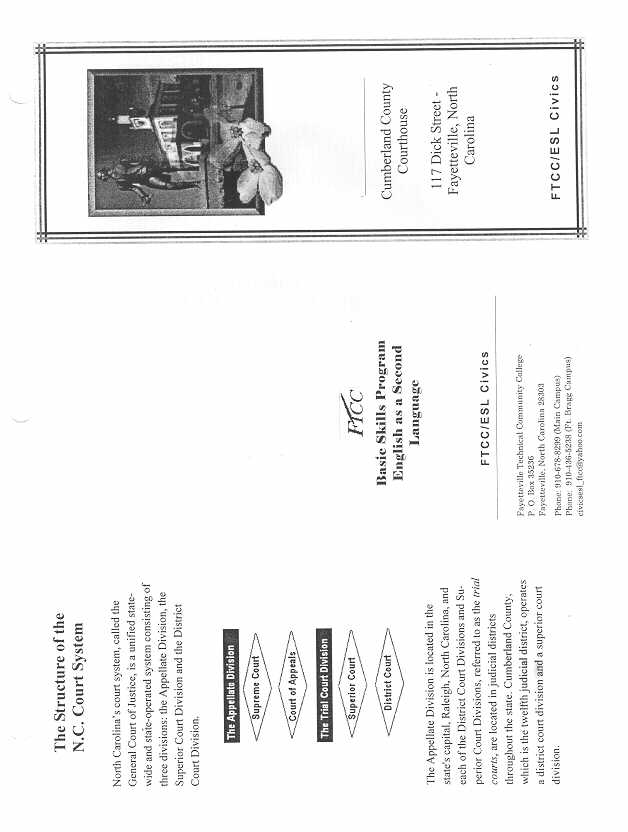 The Structure of the
N.C. Court System
North Carolina's court system, called the
General Court of Justice, is a unified state-
wide and state-operated system consisting of
three divisions: the Appellate Division, the
Superior Court Division and the District
Court Division.
The Appellate Division
Supreme Court
Court of Appeals
The Trial Court Division
Superior Court
District Court
The Appellate Division is located in the
state's capital, Raleigh, North Carolina, and
each of the District Court Divisions and Su-
perior Court Divisions, referred to as the trial
courts, are located in judicial districts
throughout the state. Cumberland County;
which is the twelfth judicial district, operates
a district court division and a superior court
division.
FTCC
Basic Skills Program
English as a Second
Language
FTCC/ESL Civics
Fayetteville Technical Community College
P. O. Box 35236
Fayetteville, North Carolina 28303
Phone: 910-678-8299 (Main Campus)
Phone: 910-436-5238 (Ft. Bragg Campus)
civicsesl_ftcc@yahoo.com
Cumberland County
Courthouse
117 Dick Street -
Fayetteville, North
Carolina
FTCC/ESL Civics